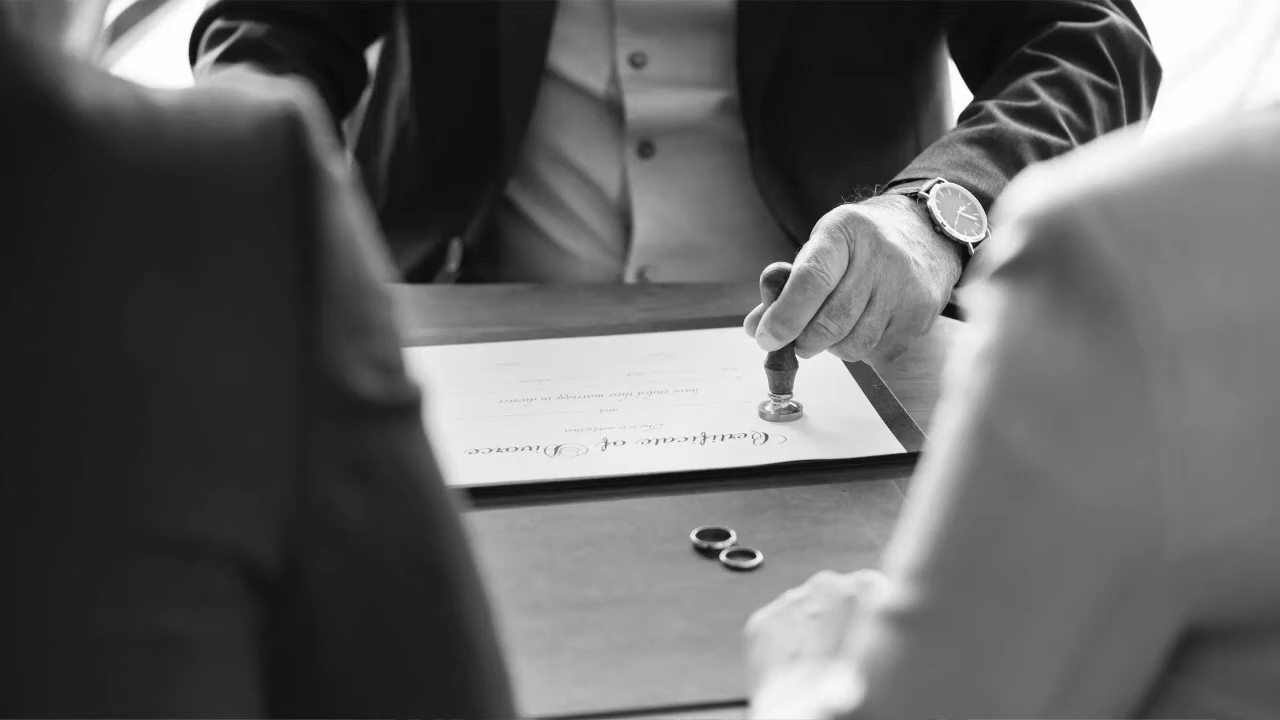 Certificate of Divorce
This is to certify that
and
have ended their marriage in divorce